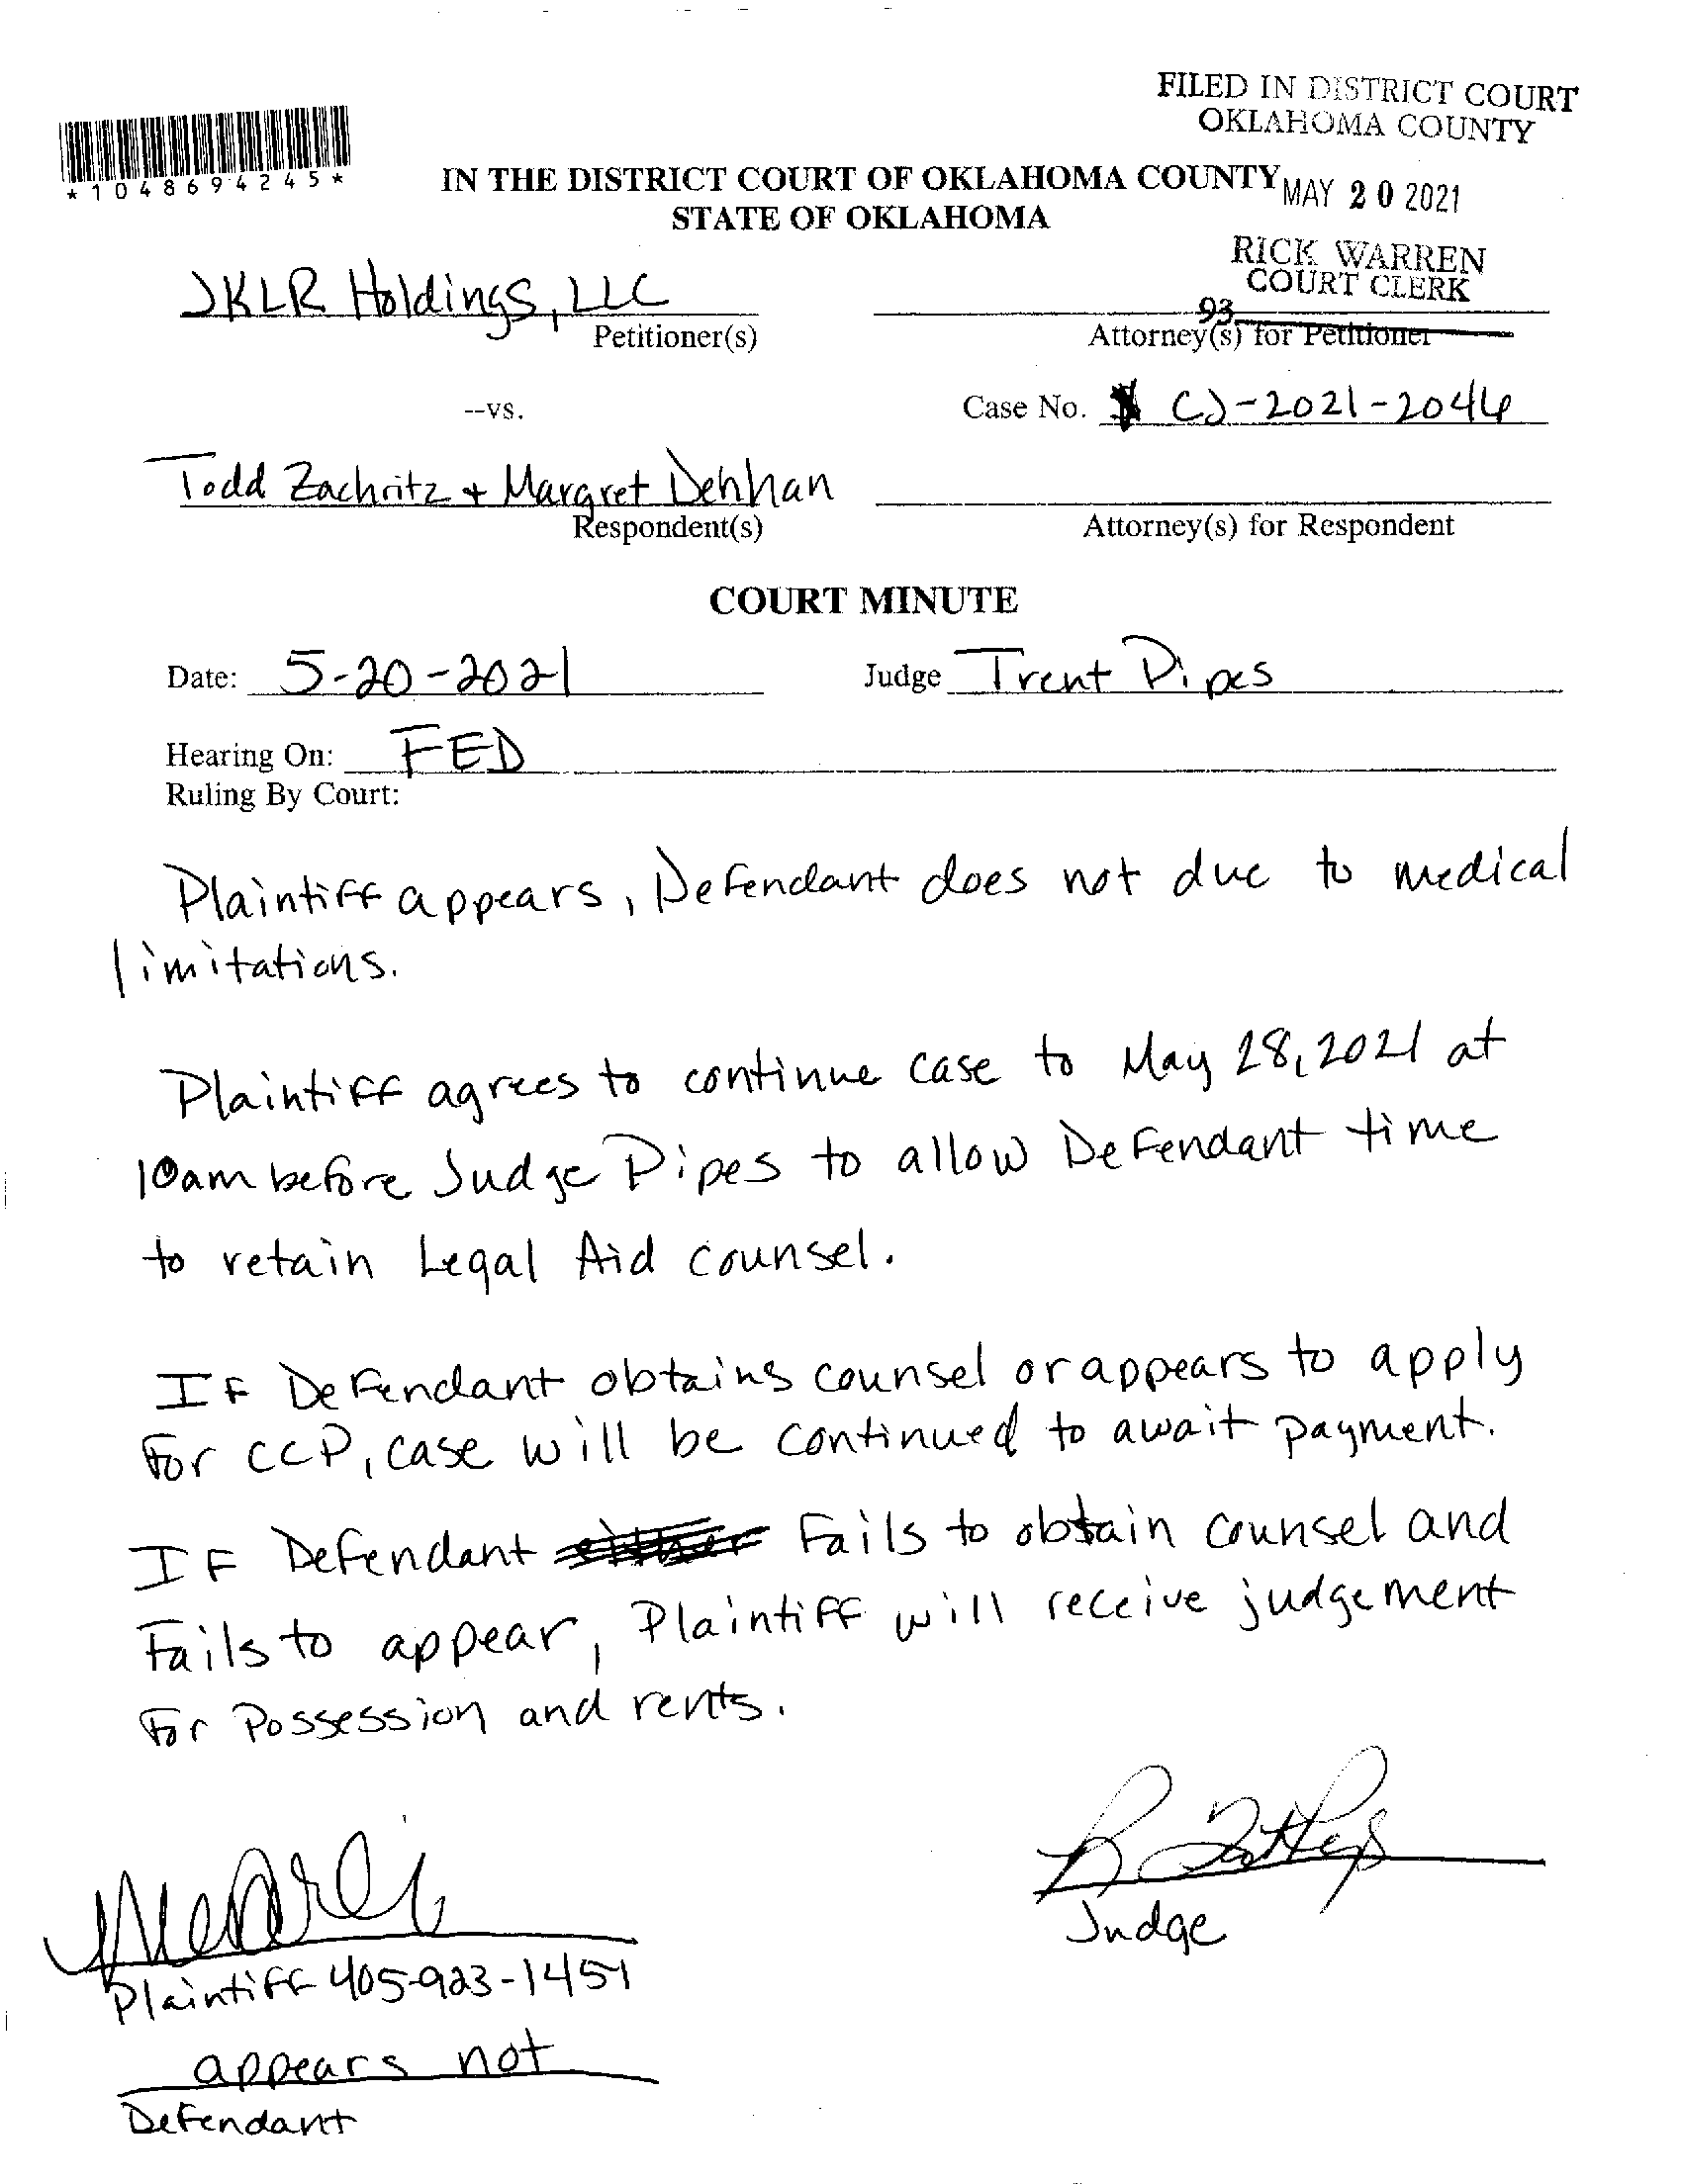 FILED IN DISTRICT COURT
OKLAHOMA COUNTY
*1048694245*
IN THE DISTRICT COURT OF OKLAHOMA COUNTY
MAY 20 2021
STATE OF OKLAHOMA
RICK WARREN
COURT CLERK
JKLR Holdings, LLC
93
Petitioner(s)
Attorney(s) for Petitioner
--vs.
Case No. CJ-2021-2046
Todd Zachritz + Margret Dehhan
Respondent(s)
Attorney(s) for Respondent
COURT MINUTE
Date: 5-20-2021
Judge Trent Pipes
Hearing On: FED
Ruling By Court:
Plaintiff appears, Defendant does not due to medical
limitations.
Plaintiff agrees to continue case to May 28, 2021 at
10am before Judge Pipes to allow Defendant time
to retain Legal Aid counsel.
If Defendant obtains counsel or appears to apply
for CCP, case will be continued to await payment.
If Defendant either fails to obtain counsel and
fails to appear, Plaintiff will receive judgement
for Possession and rents.
Judge
Plaintiff 405-923-1451
appears not
Defendant